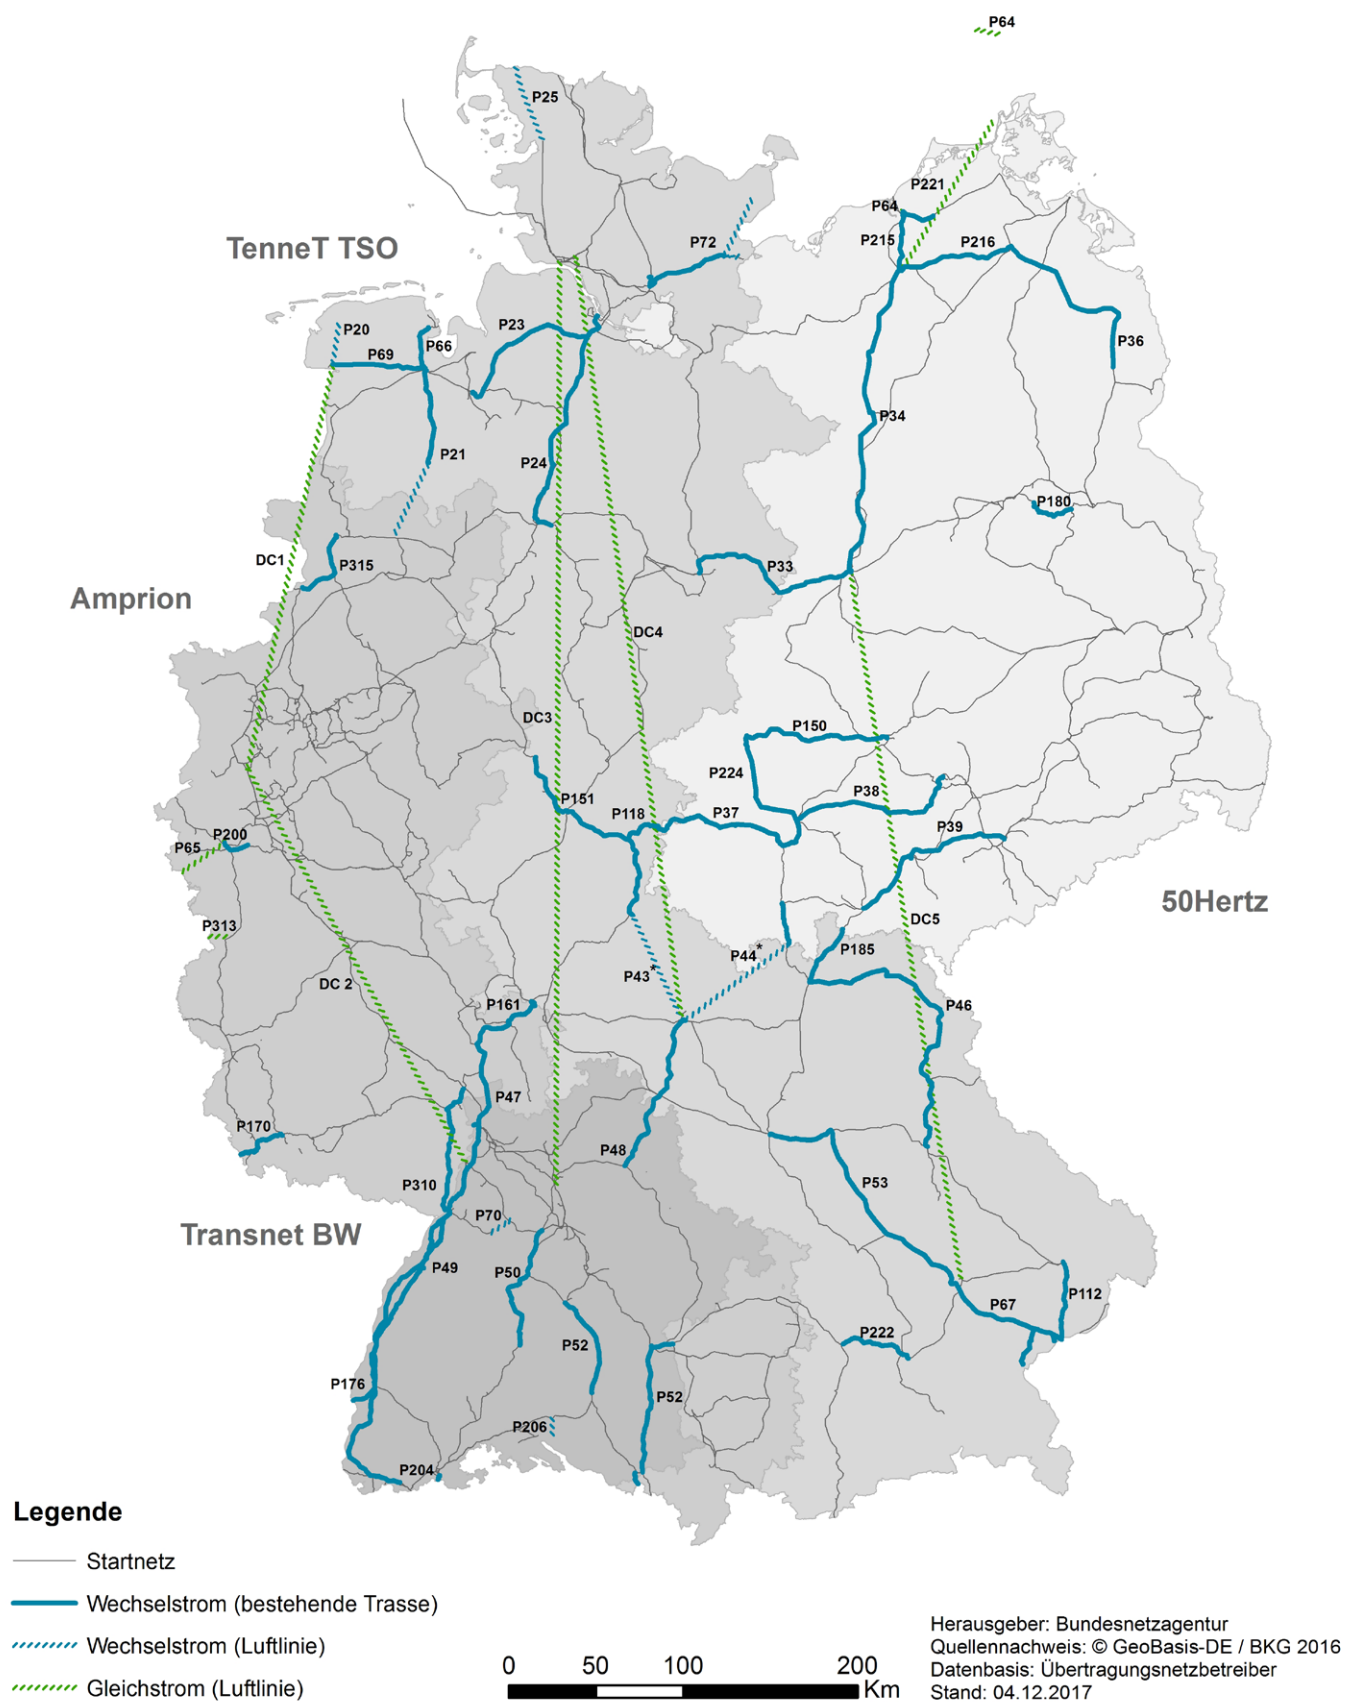 P64
P25
P221
P64
P72
P215
P216
TenneT TSO
P20
P23
P66
P69
P36
P34
P21
P24
P180
DC1
P315
P33
Amprion
DC4
DC3
P150
P224
P151
P38
P118
P37
P39
P200
P65
50Hertz
P313
DC5
P185
P44*
P43*
DC 2
P161
P46
P47
P170
P48
P310
P53
P70
Transnet BW
P49
P50
P112
P67
P222
P52
P176
P52
P206
P204
Legende
Startnetz
Wechselstrom (bestehende Trasse)
Wechselstrom (Luftlinie)
Gleichstrom (Luftlinie)
0 50 100 200
Km
Herausgeber: Bundesnetzagentur
Quellennachweis: © GeoBasis-DE / BKG 2016
Datenbasis: Übertragungsnetzbetreiber
Stand: 04.12.2017